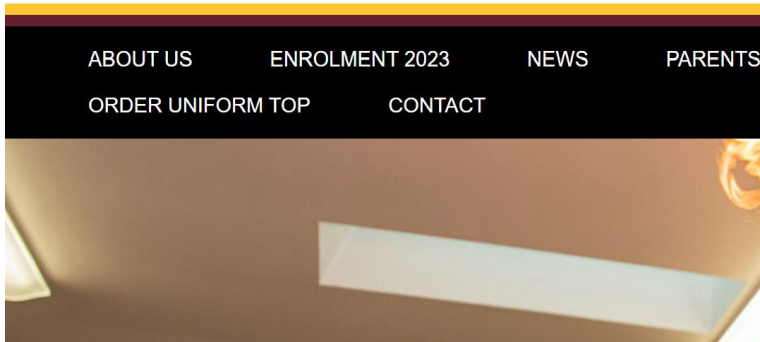 ABOUT US ENROLMENT 2023 NEWS PARENTS
ORDER UNIFORM TOP CONTACT